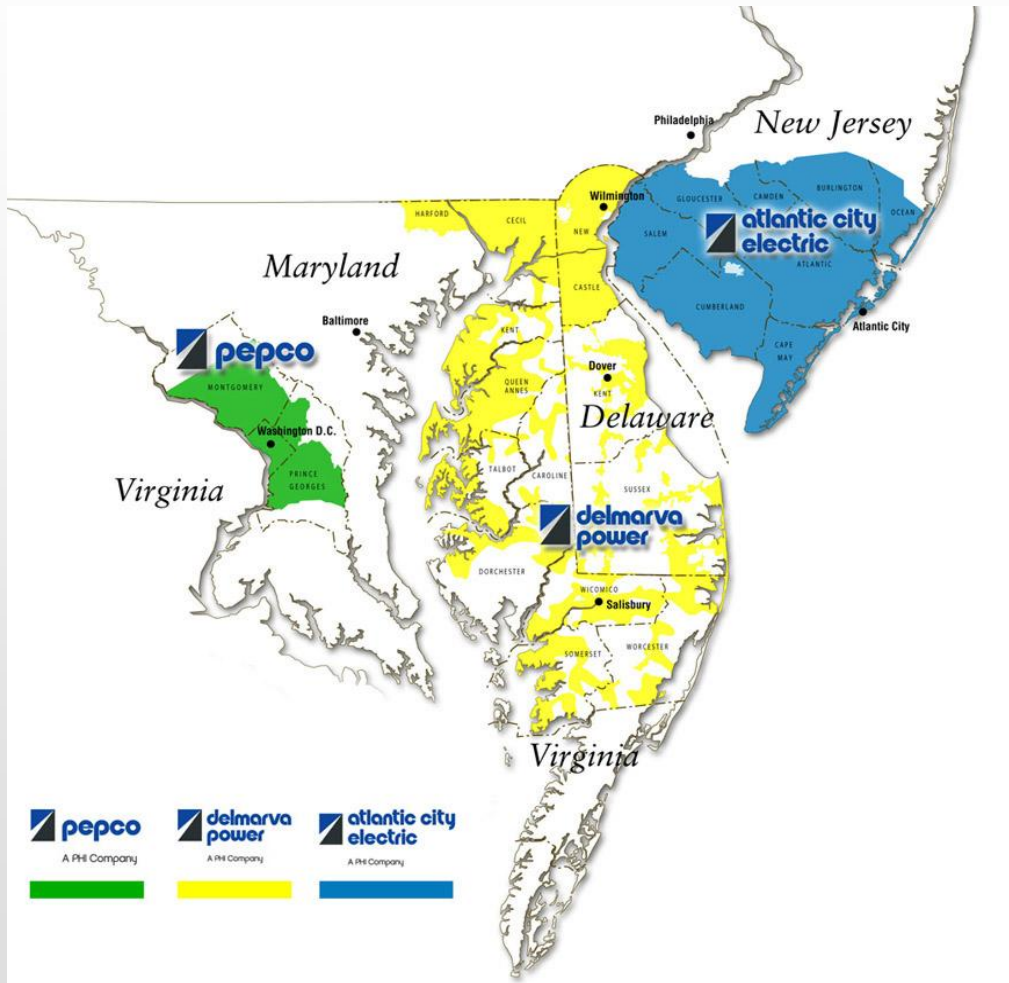 Philadelphia
New Jersey
Wilmington
HARFORD
CECIL
NEW
CASTLE
GLOUCESTER
CAMDEN
BURLINGTON
OCEAN
SALEM
atlantic city
electric
ATLANTIC
CUMBERLAND
CAPE
MAY
Atlantic City
Maryland
Baltimore
pepco
MONTGOMERY
Washington D.C.
PRINCE
GEORGES
Virginia
KENT
QUEEN
ANNES
Dover
KENT
Delaware
TALBOT
CAROLINE
SUSSEX
delmarva
power
DORCHESTER
WICOMICO
Salisbury
SOMERSET
WORCESTER
Virginia
pepco
A PHI Company
delmarva
power
A PHI Company
atlantic city
electric
A PHI Company